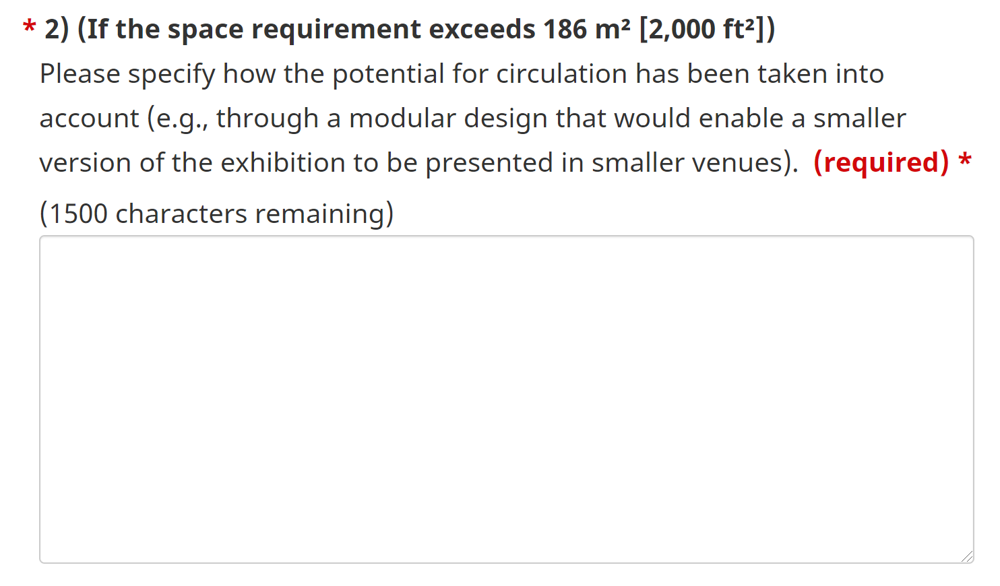 * 2) (If the space requirement exceeds 186 m² [2,000 ft²])
Please specify how the potential for circulation has been taken into
account (e.g., through a modular design that would enable a smaller
version of the exhibition to be presented in smaller venues). (required) *
(1500 characters remaining)